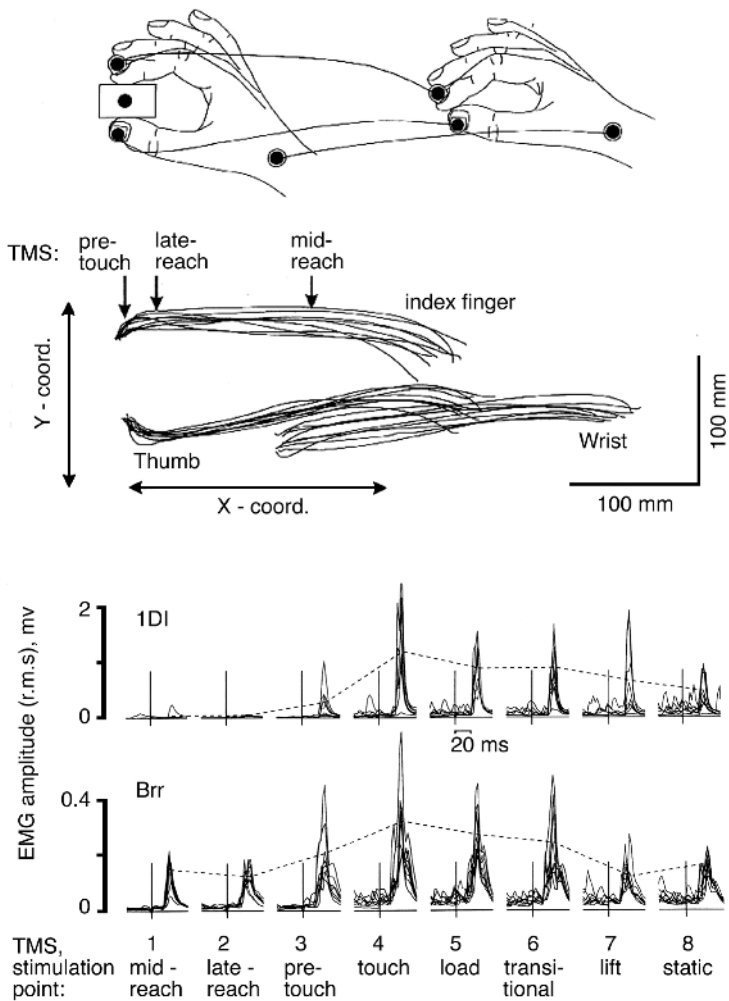 TMS: pre-touch late-reach mid-reach
index finger
Y - coord.
Thumb
Wrist
100 mm
X - coord.
100 mm
EMG amplitude (r.m.s), mv
2
1DI
1
0
20 ms
0.4
Brr
0
TMS, 1 2 3 4 5 6 7 8
stimulation mid - late - pre- touch load transi- lift static
point: reach reach touch tional